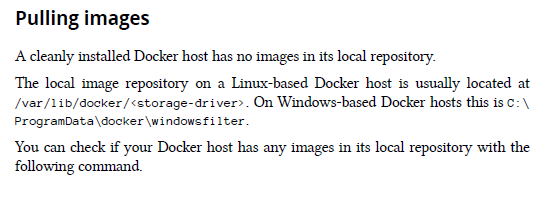 Pulling images
A cleanly installed Docker host has no images in its local repository.
The local image repository on a Linux-based Docker host is usually located at
/var/lib/docker/<storage-driver>. On Windows-based Docker hosts this is C:\
ProgramData\docker\windowsfilter.
You can check if your Docker host has any images in its local repository with the
following command.